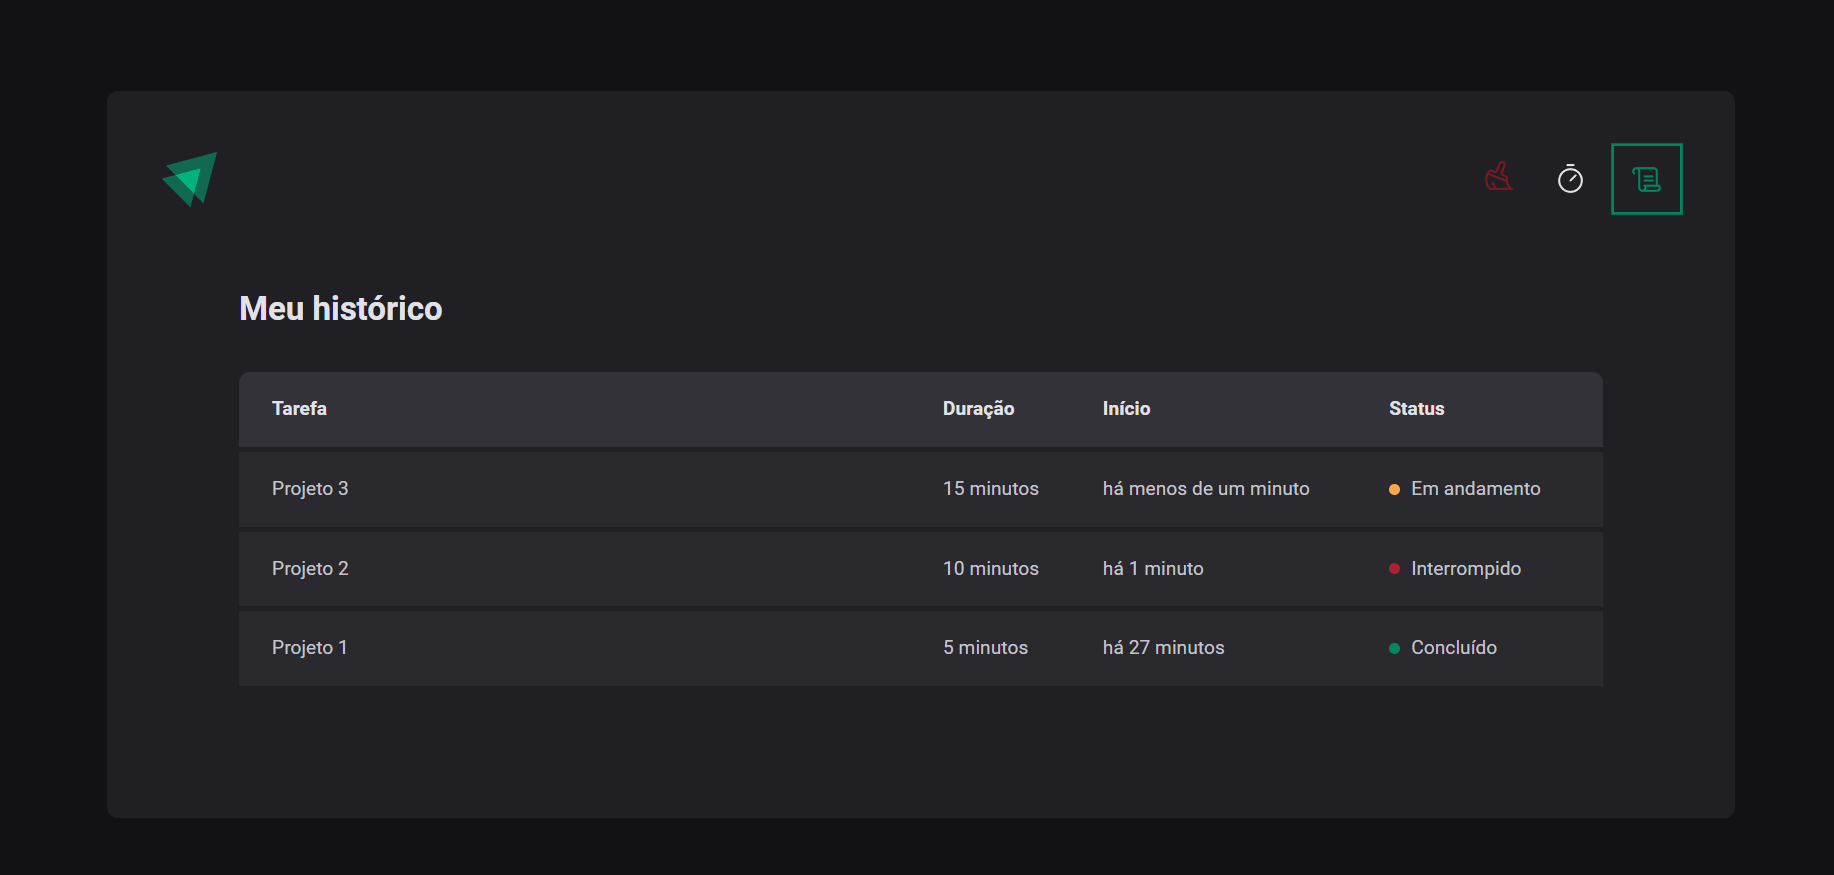 Meu histórico
Tarefa Duração Início Status
Projeto 3 15 minutos há menos de um minuto Em andamento
Projeto 2 10 minutos há 1 minuto Interrompido
Projeto 1 5 minutos há 27 minutos Concluído